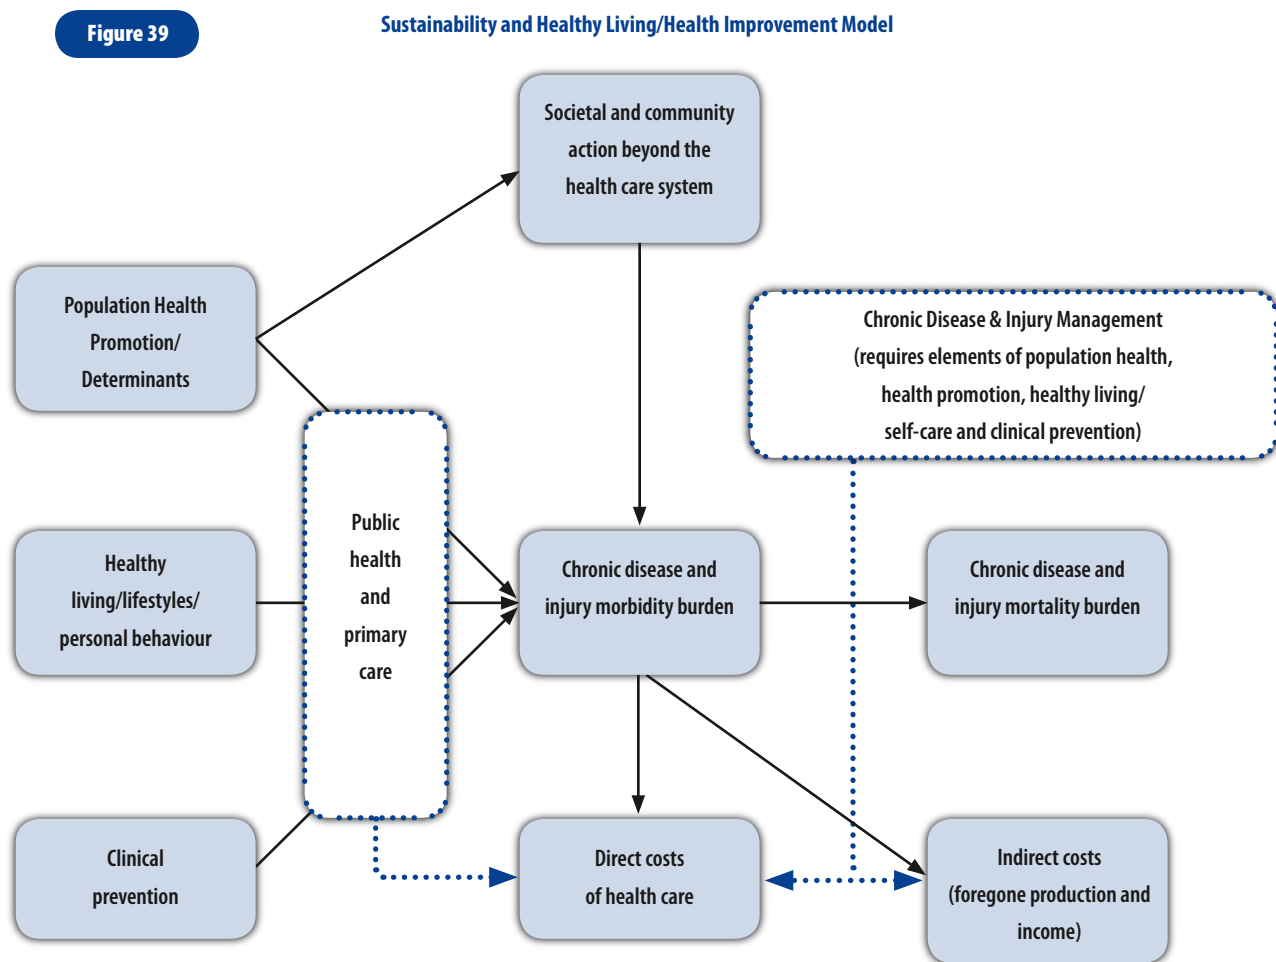 Figure 39
Sustainability and Healthy Living/Health Improvement Model
Societal and community
action beyond the
health care system
Population Health
Promotion/
Determinants
Chronic Disease & Injury Management
(requires elements of population health,
health promotion, healthy living/
self-care and clinical prevention)
Public
health
and
primary
care
Healthy
living/lifestyles/
personal behaviour
Chronic disease and
injury morbidity burden
Chronic disease and
injury mortality burden
Clinical
prevention
Direct costs
of health care
Indirect costs
(foregone production and
income)